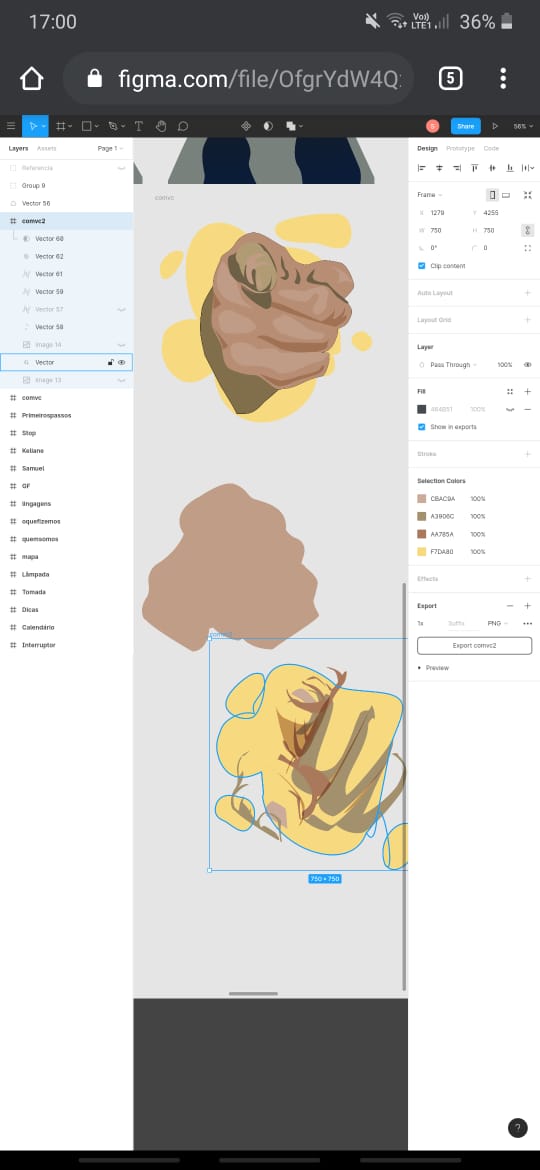 17:00
Vo))
LTE1
36%
figma.com/file/OfgrYdW4Q
5
T
S
Share
56%
Layers
Assets
Page 1
Design
Prototype
Code
Referencia
Group 9
Vector 56
comvc2
Vector 60
Vector 62
Vector 61
Vector 59
Vector 57
Vector 58
Image 14
Vector
Image 13
comvc
Primeirospassos
Stop
Keliane
Samuel
GF
lingagens
oquefizemos
quemsomos
mapa
Lâmpada
Tomada
Dicas
Calendário
Interruptor
comvc
comvc2
750 × 750
Frame
X 1279
Y 4255
W 750
H 750
0°
0
Clip content
Auto Layout
Layout Grid
Layer
Pass Through
100%
Fill
100%
Show in exports
Stroke
Selection Colors
CBAC9A 100%
A3906C 100%
AA785A 100%
F7DA80 100%
Effects
Export
1x
Suffix
PNG
Export comvc2
Preview
?